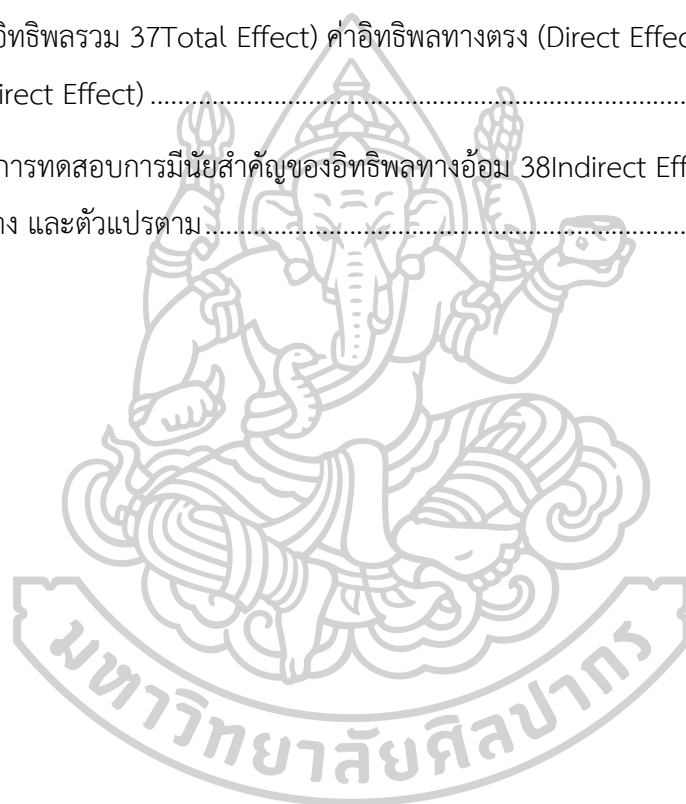 อิทธิพลรวม 37Total Effect) ค่าอิทธิพลทางตรง (Direct Effec
irect Effect)
การทดสอบการมีนัยสำคัญของอิทธิพลทางอ้อม 38Indirect Eff
าง และตัวแปรตาม
มหาวิทยาลัยศิลปากร